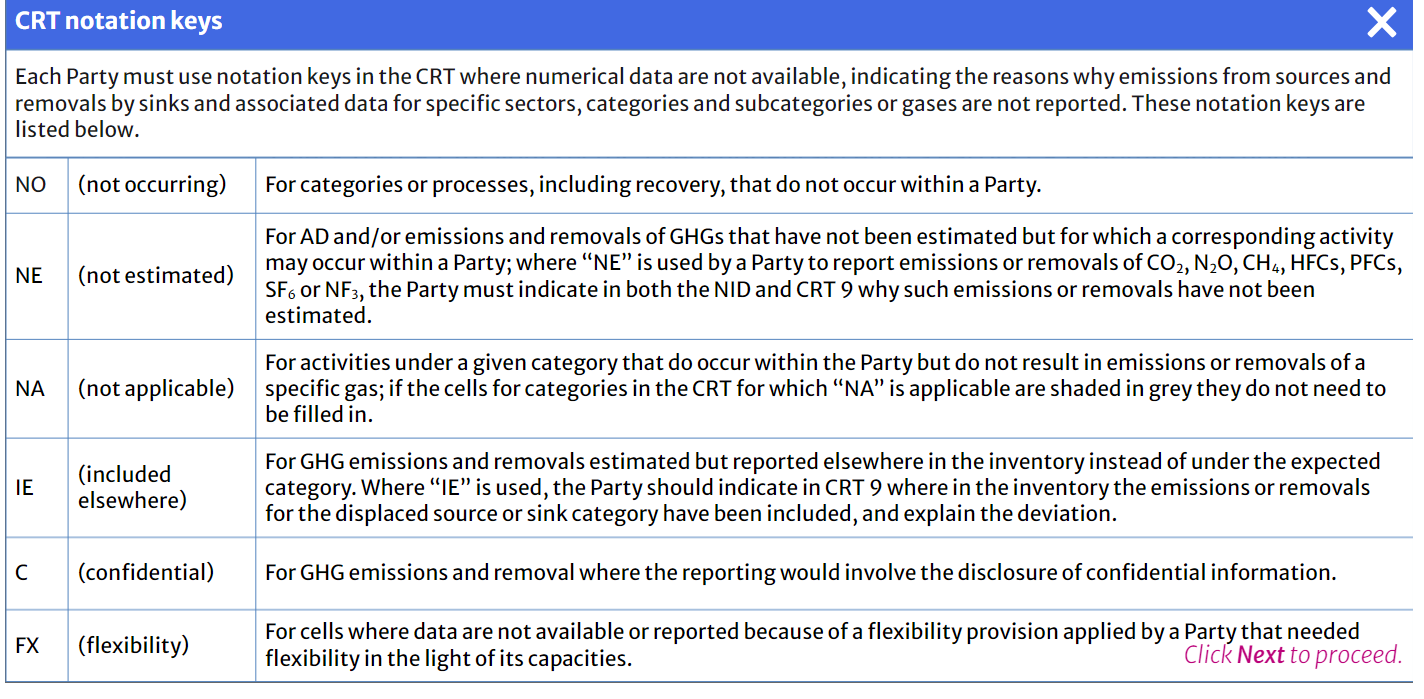 CRT notation keys
Each Party must use notation keys in the CRT where numerical data are not available, indicating the reasons why emissions from sources and
removals by sinks and associated data for specific sectors, categories and subcategories or gases are not reported. These notation keys are
listed below.
NO (not occurring) For categories or processes, including recovery, that do not occur within a Party.
NE (not estimated) For AD and/or emissions and removals of GHGs that have not been estimated but for which a corresponding activity
may occur within a Party; where “NE” is used by a Party to report emissions or removals of CO₂, N₂O, CH₄, HFCs, PFCs,
SF₆ or NF₃, the Party must indicate in both the NID and CRT 9 why such emissions or removals have not been
estimated.
NA (not applicable) For activities under a given category that do occur within the Party but do not result in emissions or removals of a
specific gas; if the cells for categories in the CRT for which “NA” is applicable are shaded in grey they do not need to
be filled in.
IE (included
elsewhere)
For GHG emissions and removals estimated but reported elsewhere in the inventory instead of under the expected
category. Where “IE” is used, the Party should indicate in CRT 9 where in the inventory the emissions or removals
for the displaced source or sink category have been included, and explain the deviation.
C (confidential) For GHG emissions and removal where the reporting would involve the disclosure of confidential information.
FX (flexibility) For cells where data are not available or reported because of a flexibility provision applied by a Party that needed
flexibility in the light of its capacities.
Click Next to proceed.